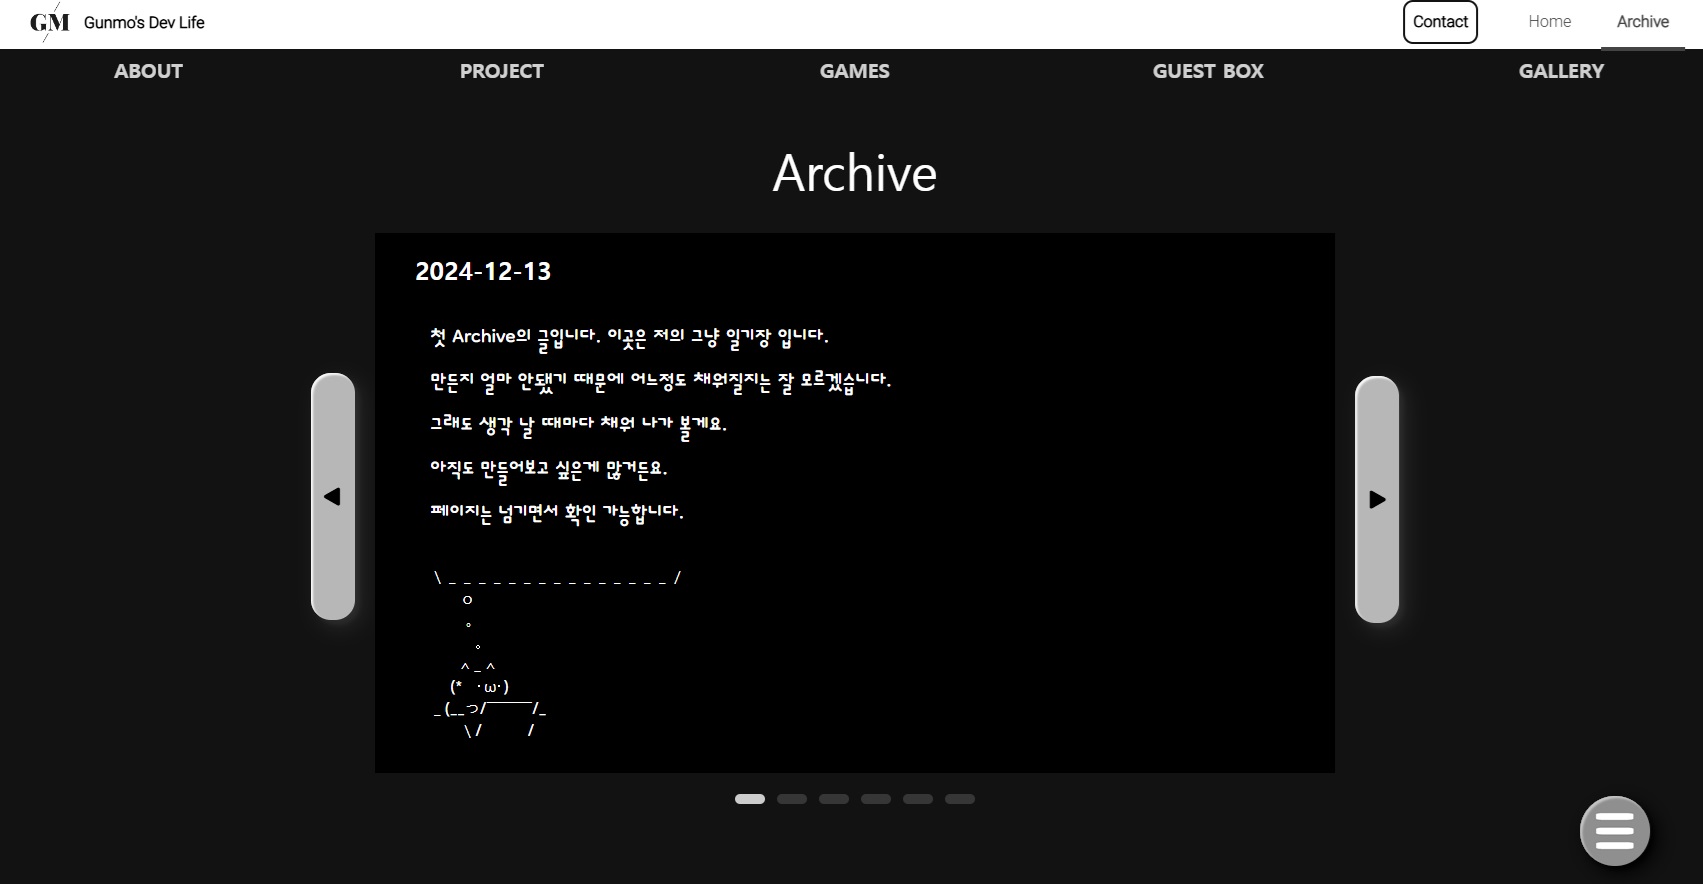 GM Gunmo's Dev Life
Contact Home Archive
ABOUT PROJECT GAMES GUEST BOX GALLERY
Archive
2024-12-13
첫 Archive의 글입니다. 이곳은 저의 그냥 일기장 입니다.
만든지 얼마 안됐기 때문에 어느정도 채워질지는 잘 모르겠습니다.
그래도 생각 날 때마다 채워 나가 볼게요.
아직도 만들어보고 싶은게 많거든요.
페이지는 넘기면서 확인 가능합니다.
\ _ _ _ _ _ _ _ _ _ _ _ _ _ _ _ /
ㅇ
。
。
^ _ ^
(* ･ω･)
_ (__つ/￣￣￣/_
\ / /